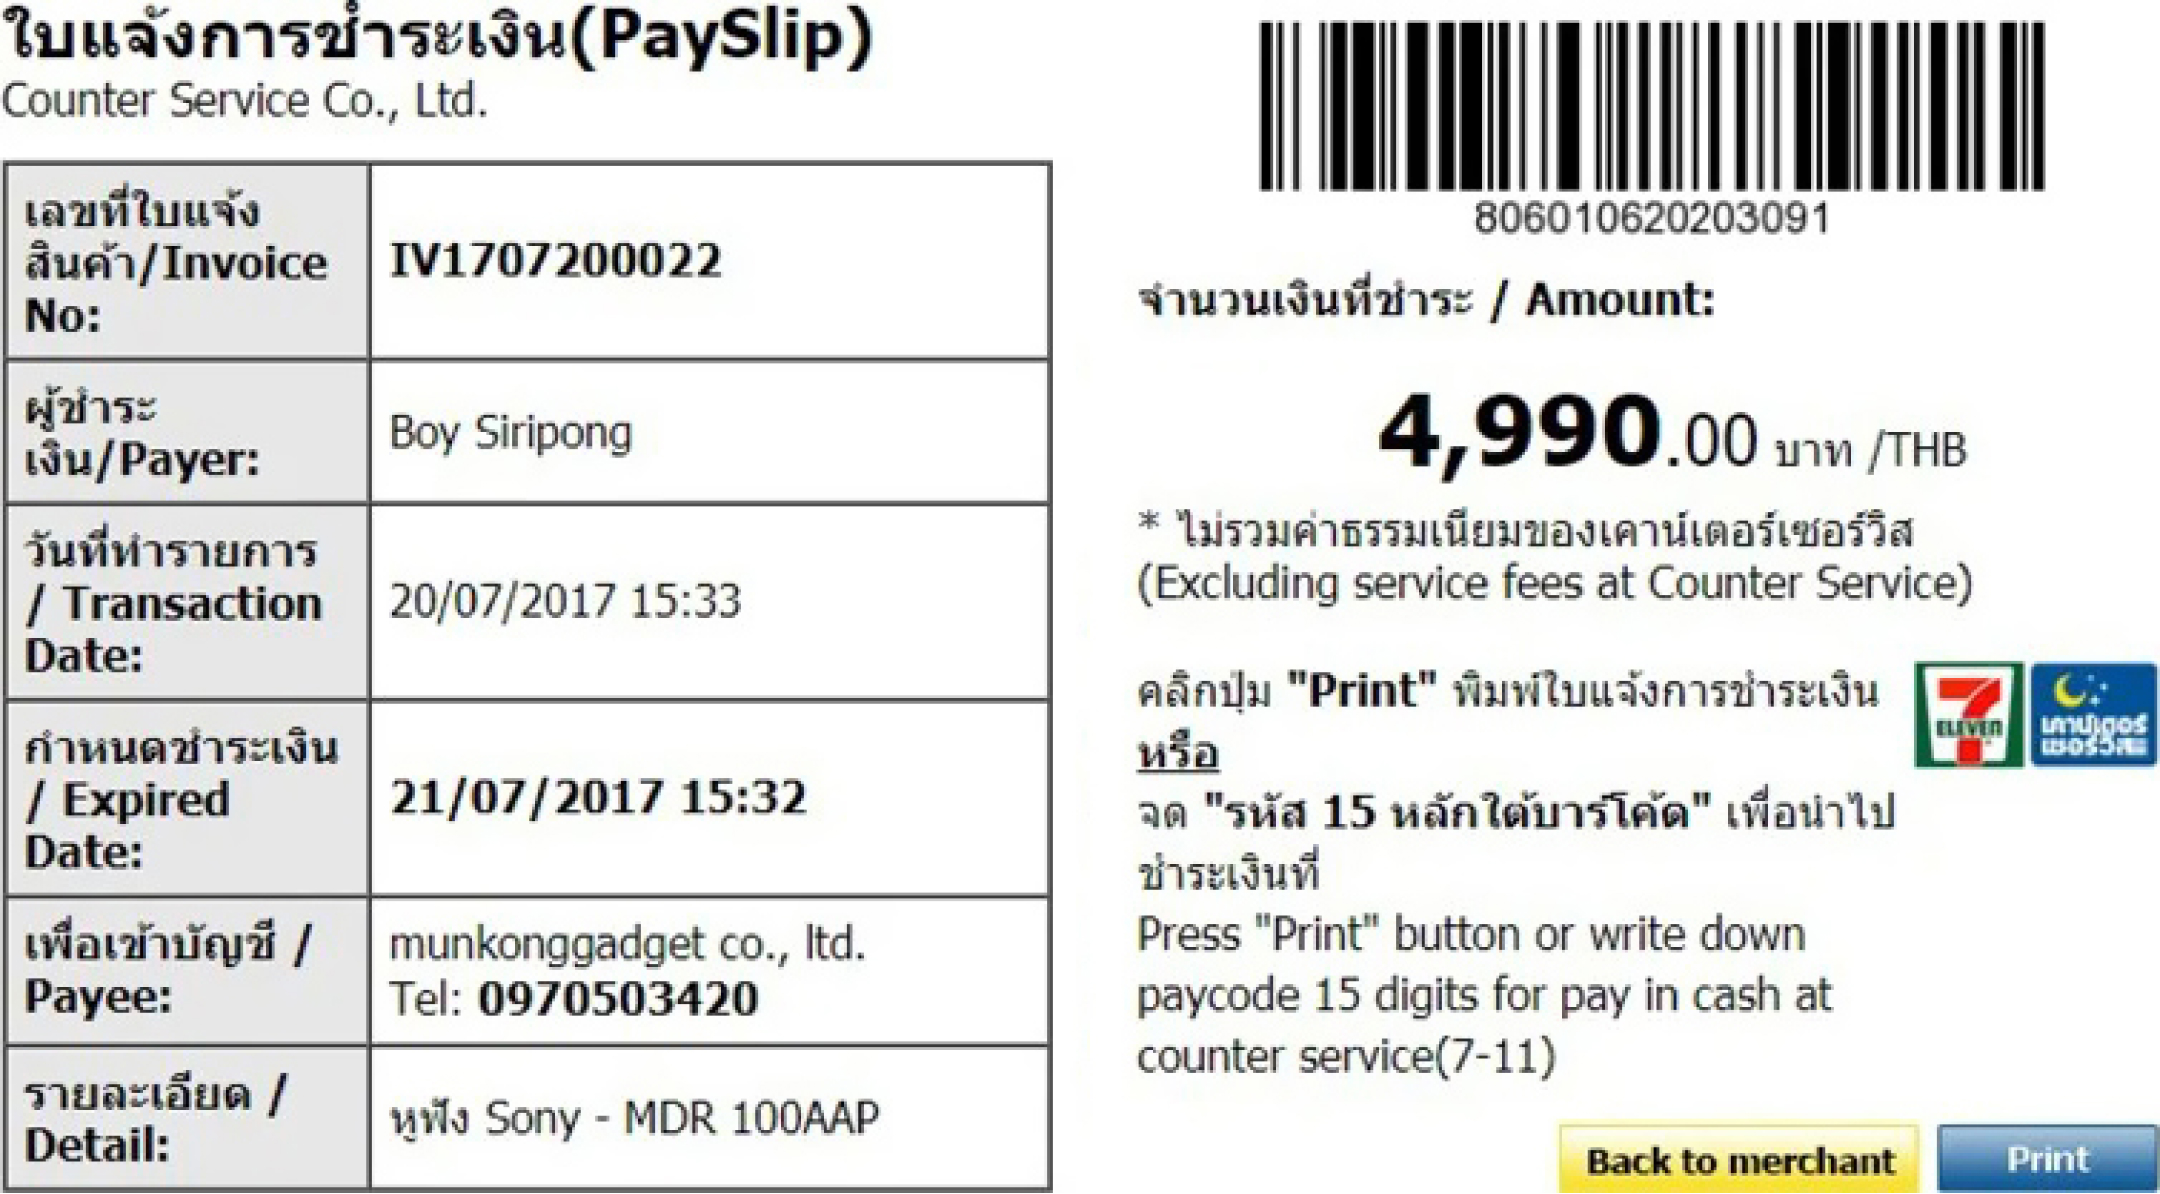 ใบแจ้งการชำระเงิน(PaySlip)
Counter Service Co., Ltd.
เลขที่ใบแจ้ง
สินค้า/Invoice
No:
IV1707200022
ผู้ชำระ
เงิน/Payer:
Boy Siripong
วันที่ทำรายการ
/ Transaction
Date:
20/07/2017 15:33
กำหนดชำระเงิน
/ Expired
Date:
21/07/2017 15:32
เพื่อเข้าบัญชี /
Payee:
munkonggadget co., ltd.
Tel: 0970503420
รายละเอียด /
Detail:
หูฟัง Sony - MDR 100AAP
806010620203091
จำนวนเงินที่ชำระ / Amount:
4,990.00 บาท /THB
* ไม่รวมค่าธรรมเนียมของเคาน์เตอร์เซอร์วิส
(Excluding service fees at Counter Service)
คลิกปุ่ม "Print" พิมพ์ใบแจ้งการชำระเงิน
หรือ
จด "รหัส 15 หลักใต้บาร์โค้ด" เพื่อนำไป
ชำระเงินที่
Press "Print" button or write down
paycode 15 digits for pay in cash at
counter service(7-11)
7
ELEVEN
เคาน์เตอร์
เซอร์วิส
Back to merchant
Print